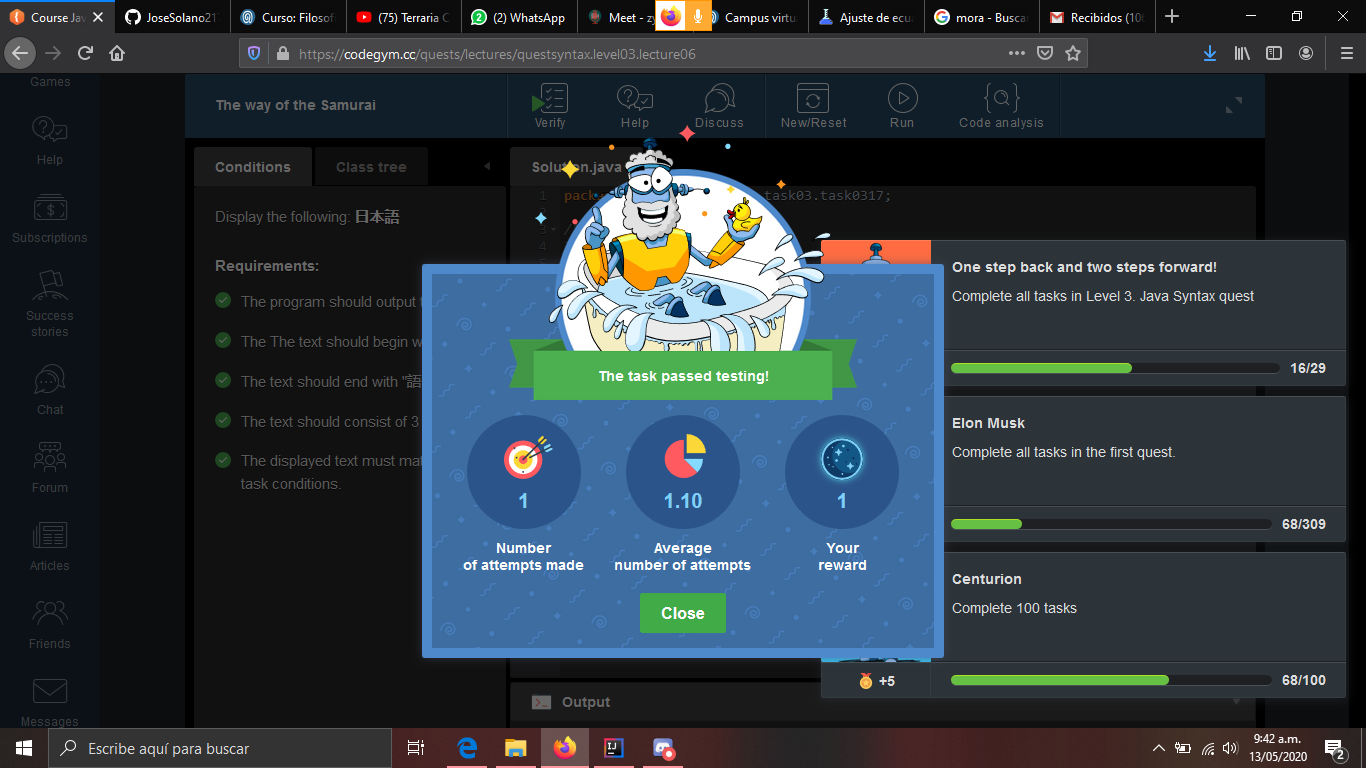 Course Jav
JoseSolano217
Curso: Filosof
(75) Terraria C
(2) WhatsApp
Meet - zy
Campus virtu
Ajuste de ecu
mora - Buscar
Recibidos (10
https://codegym.cc/quests/lectures/questsyntax.level03.lecture06
Games
Help
Subscriptions
Success
stories
Chat
Forum
Articles
Friends
Messages
The way of the Samurai
Verify
Help
Discuss
New/Reset
Run
Code analysis
Conditions
Class tree
Solution.java
Display the following: 日本語
Requirements:
The program should output
The The text should begin w
The text should end with "語
The text should consist of 3
The displayed text must mat
task conditions.
1
pack
task03.task0317;
3
4
The task passed testing!
1
1.10
1
Number
of attempts made
Average
number of attempts
Your
reward
Close
One step back and two steps forward!
Complete all tasks in Level 3. Java Syntax quest
16/29
Elon Musk
Complete all tasks in the first quest.
68/309
Centurion
Complete 100 tasks
+5
68/100
Output
Escribe aquí para buscar
9:42 a.m.
13/05/2020
2